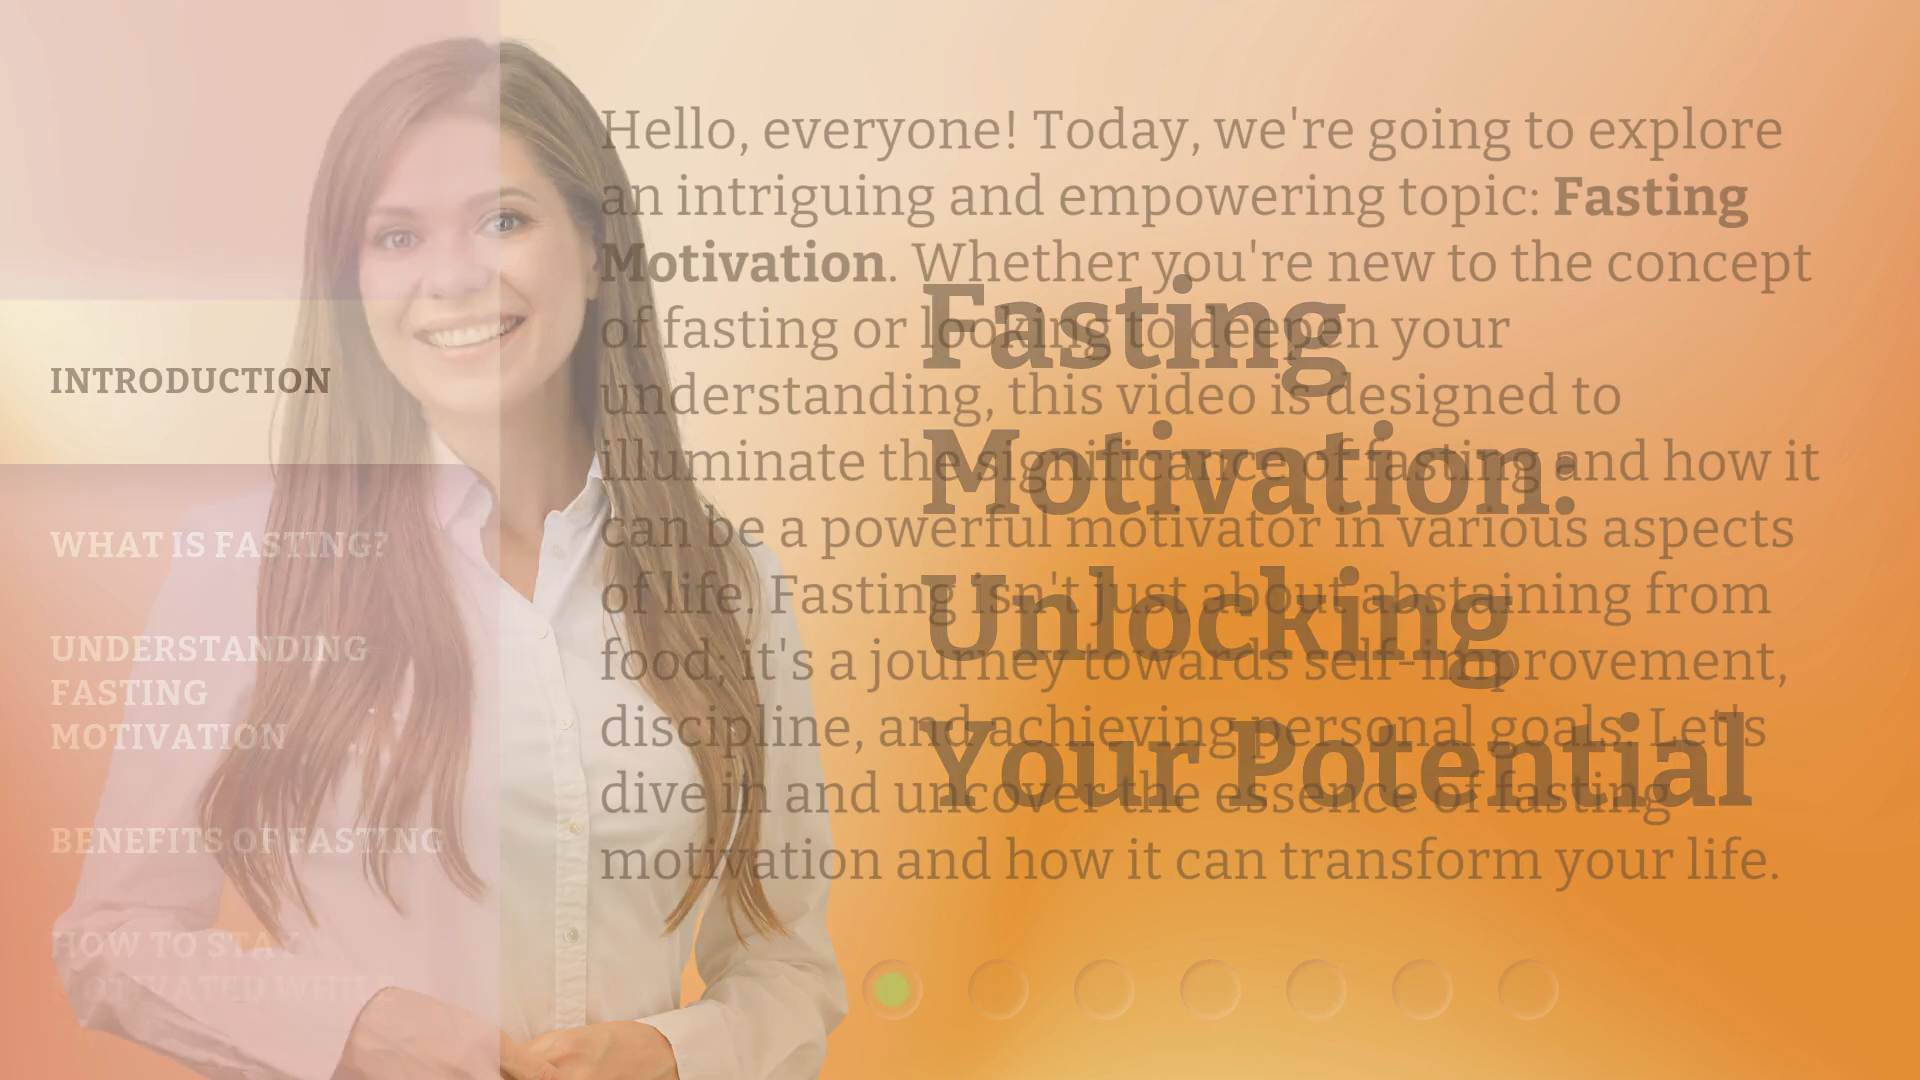 INTRODUCTION
WHAT IS FASTING?
UNDERSTANDING
FASTING
MOTIVATION
BENEFITS OF FASTING
HOW TO STAY
MOTIVATED WHILE
Hello, everyone! Today, we're going to explore
an intriguing and empowering topic: Fasting
Motivation. Whether you're new to the concept
of fasting or looking to deepen your
understanding, this video is designed to
illuminate the significance of fasting and how it
can be a powerful motivator in various aspects
of life. Fasting isn't just about abstaining from
food; it's a journey towards self-improvement,
discipline, and achieving personal goals. Let's
dive in and uncover the essence of fasting
motivation and how it can transform your life.
Fasting
Motivation:
Unlocking
Your Potential